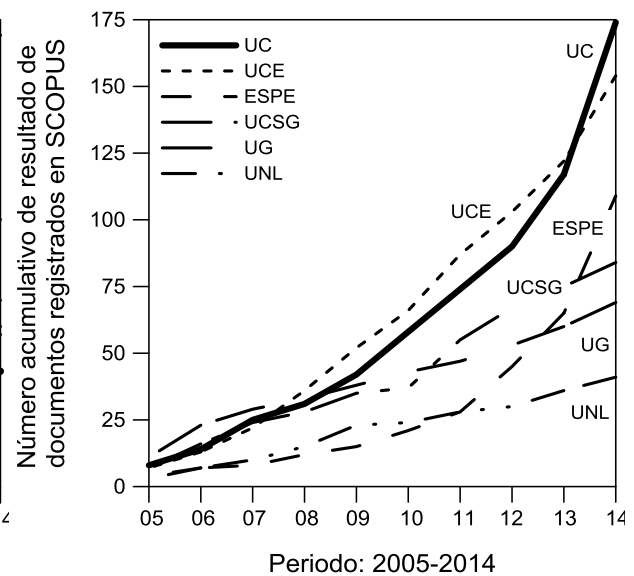 Número acumulativo de resultado de
documentos registrados en SCOPUS
175
150
125
100
75
50
25
0
UC
UCE
ESPE
UCSG
UG
UNL
UC
UCE
ESPE
UCSG
UG
UNL
05 06 07 08 09 10 11 12 13 14
4
Periodo: 2005-2014